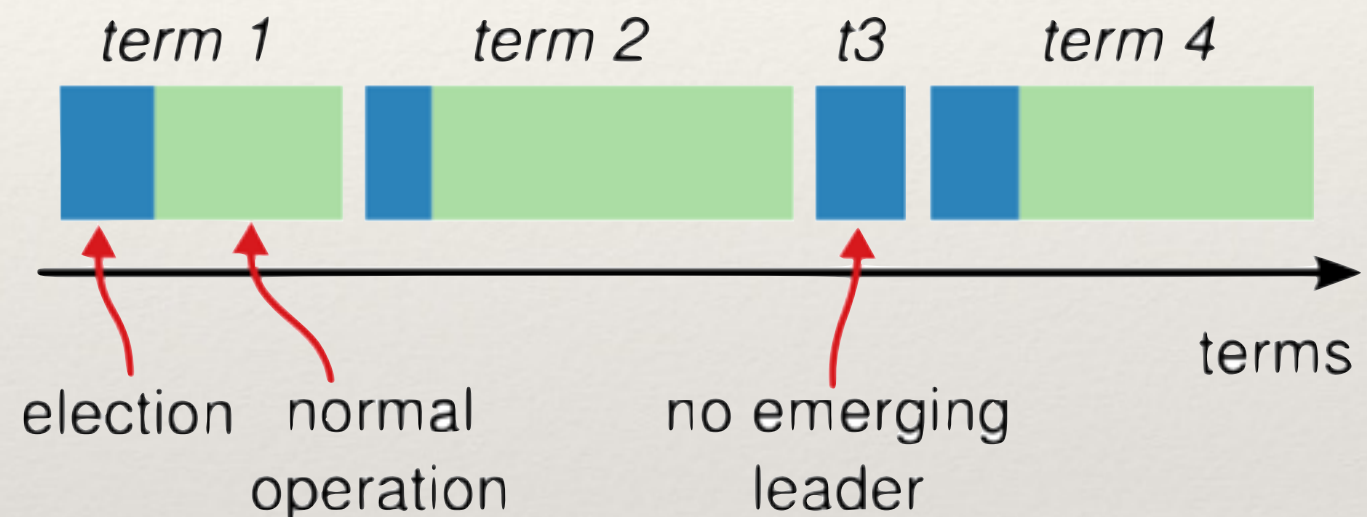 term 1 term 2 t3 term 4
terms
election normal no emerging
operation leader